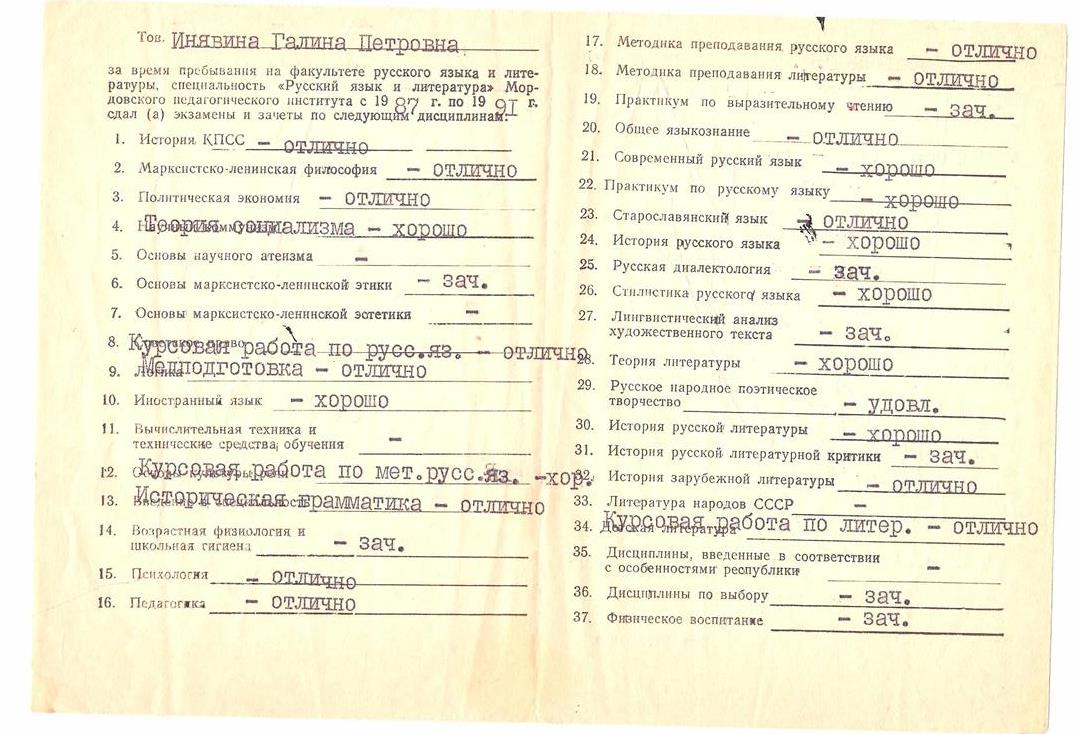 Тов. Инявина Галина Петровна
за время пребывания на факультете русского языка и лите-
ратуры, специальность «Русский язык и литература» Мор-
довского педагогического института с 1987 г. по 1991 г.
сдал (а) экзамены и зачеты по следующим дисциплинам:
1. История КПСС – отлично
2. Марксистско-ленинская философия – отлично
3. Политическая экономия – отлично
4. Теория социализма – хорошо
5. Основы научного атеизма –
6. Основы марксистско-ленинской этики – зач.
7. Основы марксистско-ленинской эстетики –
8. Курсовая работа по русс.яз. – отлично
9. Медподготовка – отлично
10. Иностранный язык – хорошо
11. Вычислительная техника и
технические средства обучения –
12. Курсовая работа по мет.русс.яз. -хор.
13. Историческая грамматика – отлично
14. Возрастная физиология и
школьная гигиена – зач.
15. Психология – отлично
16. Педагогика – отлично
17. Методика преподавания русского языка – отлично
18. Методика преподавания литературы – отлично
19. Практикум по выразительному чтению – зач.
20. Общее языкознание – отлично
21. Современный русский язык – хорошо
22. Практикум по русскому языку – хорошо
23. Старославянский язык – отлично
24. История русского языка – хорошо
25. Русская диалектология – зач.
26. Стилистика русского языка – хорошо
27. Лингвистический анализ
художественного текста – зач.
28. Теория литературы – хорошо
29. Русское народное поэтическое
творчество – удовл.
30. История русской литературы – хорошо
31. История русской литературной критики – зач.
32. История зарубежной литературы – отлично
33. Литература народов СССР –
34. Курсовая работа по литер. – отлично
35. Дисциплины, введенные в соответствии
с особенностями республики –
36. Дисциплины по выбору – зач.
37. Физическое воспитание – зач.